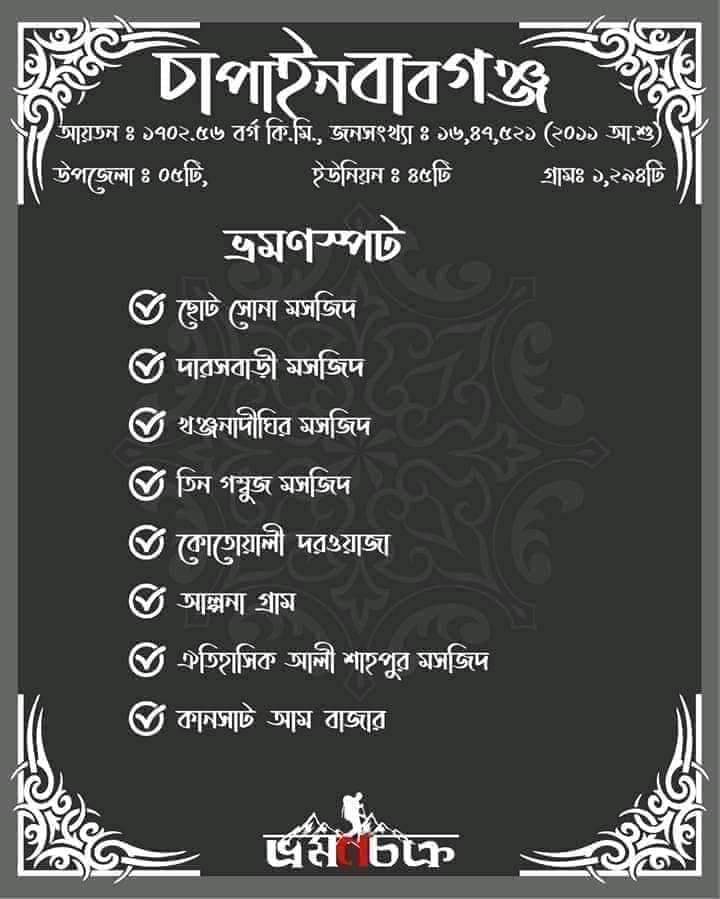 চাপাইনবাবগঞ্জ
আয়তন ঃ ১৭০২.৫৬ বর্গ কি.মি., জনসংখ্যা ঃ ১৬,৪৭,৫২১ (২০১১ আ.শু)
উপজেলা ঃ ০৫টি, ইউনিয়ন ঃ ৪৫টি গ্রামঃ ১,২৯৪টি
ভ্রমণস্পট
ছোট সোনা মসজিদ
দারসবাড়ী মসজিদ
খঞ্জনাদীঘির মসজিদ
তিন গম্বুজ মসজিদ
কোতোয়ালী দরওয়াজা
আল্পনা গ্রাম
ঐতিহাসিক আলী শাহপুর মসজিদ
কানসাট আম বাজার
ভ্রমণচক্র